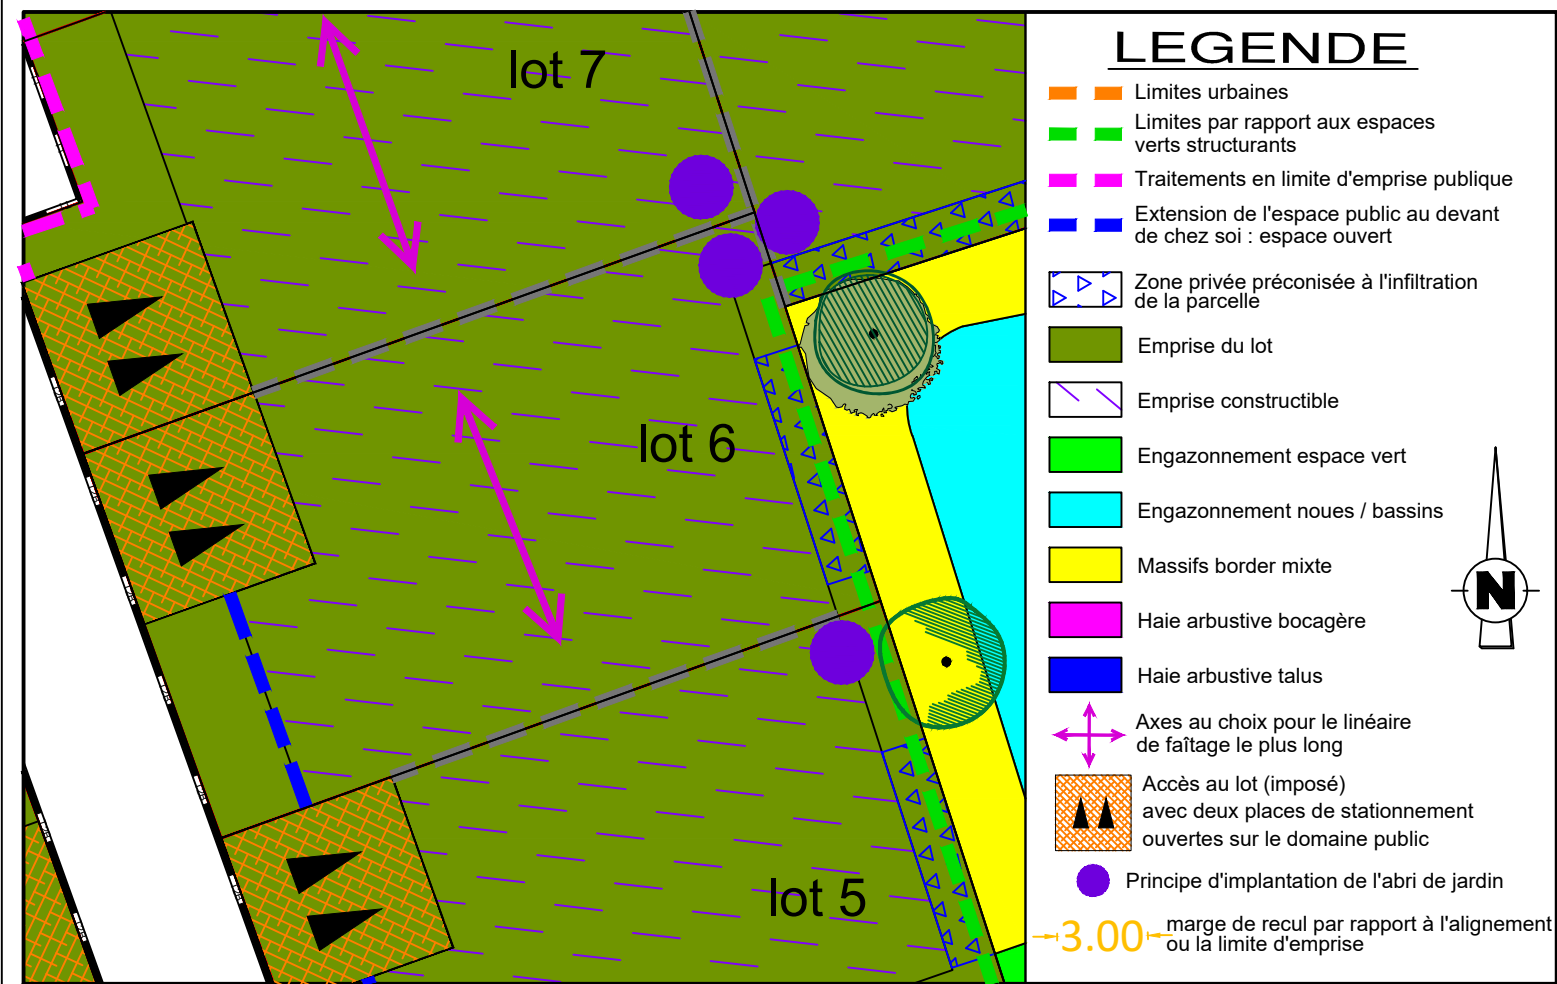 lot 7
lot 6
lot 5
LEGENDE
Limites urbaines
Limites par rapport aux espaces
verts structurants
Traitements en limite d'emprise publique
Extension de l'espace public au devant
de chez soi : espace ouvert
Zone privée préconisée à l'infiltration
de la parcelle
Emprise du lot
Emprise constructible
Engazonnement espace vert
Engazonnement noues / bassins
Massifs border mixte
Haie arbustive bocagère
Haie arbustive talus
Axes au choix pour le linéaire
de faîtage le plus long
Accès au lot (imposé)
avec deux places de stationnement
ouvertes sur le domaine public
Principe d'implantation de l'abri de jardin
3.00 marge de recul par rapport à l'alignement
ou la limite d'emprise
N